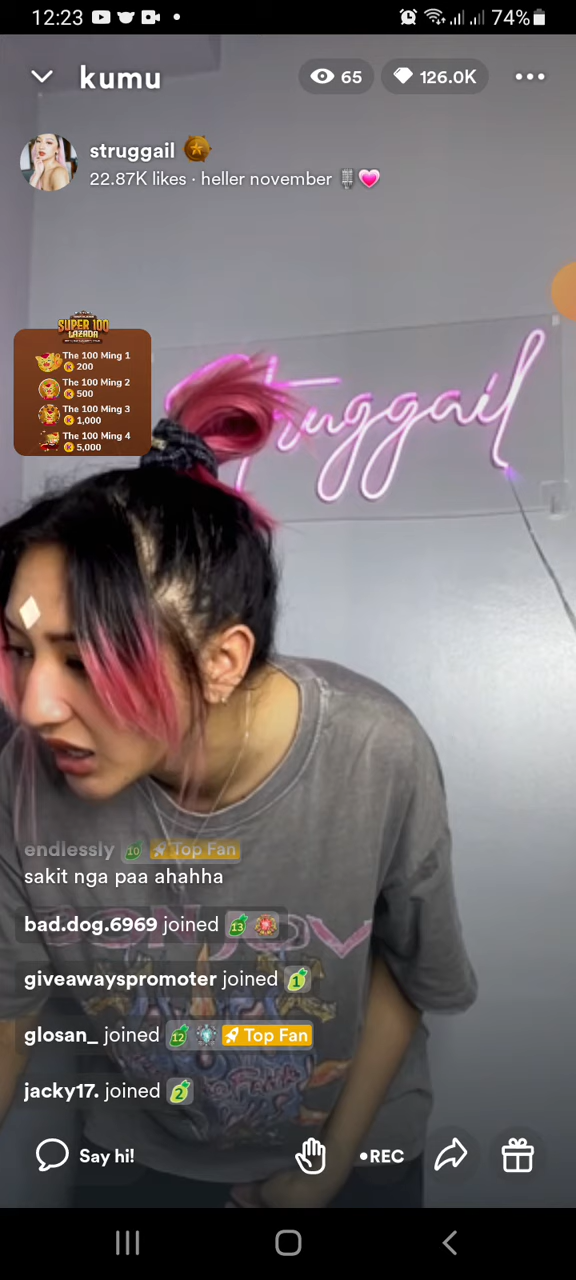 12:23
74%
kumu
65
126.0K
struggail
22.87K likes · heller november
SUPER 100
LAZADA
The 100 Ming 1
200
The 100 Ming 2
500
The 100 Ming 3
1,000
The 100 Ming 4
5,000
Struggail
endlessly 10 Top Fan
sakit nga paa ahahha
BON JOVI
bad.dog.6969 joined 13
giveawayspromoter joined 1
glosan_ joined 12 Top Fan
jacky17. joined 2
Say hi!
•REC